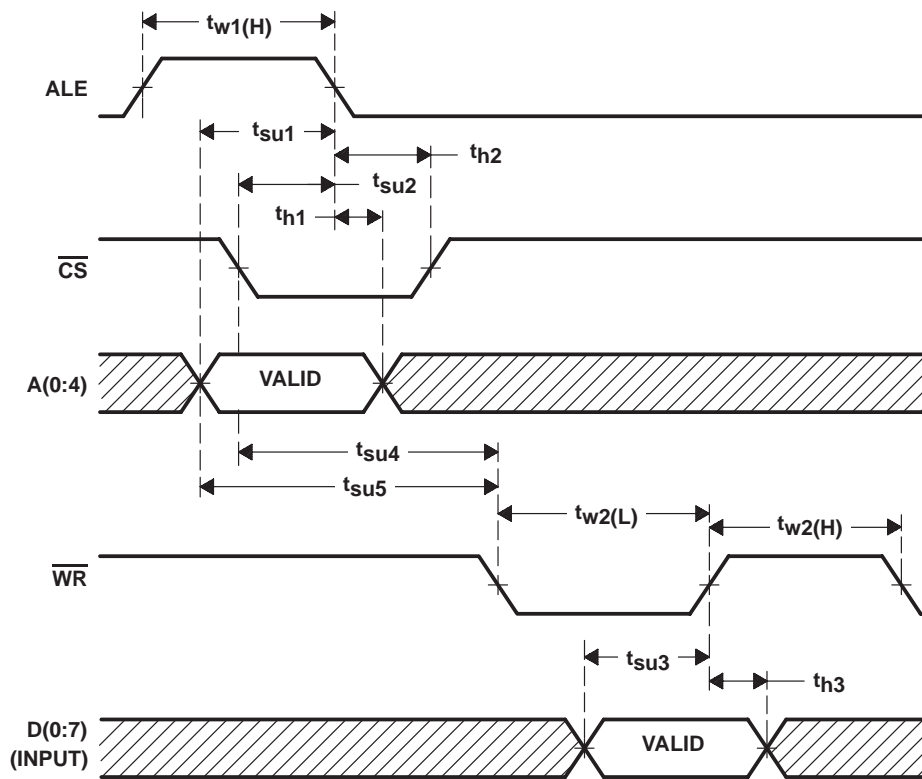 tw1(H)
ALE
tsu1
th2
tsu2
th1
CS
A(0:4)
VALID
tsu4
tsu5
tw2(L)
tw2(H)
WR
tsu3
th3
D(0:7)
(INPUT)
VALID